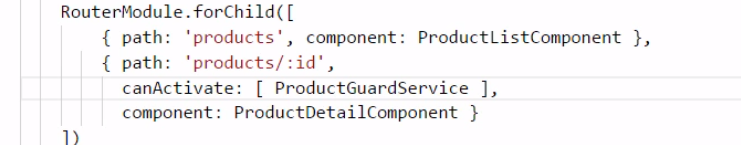 RouterModule.forChild([
{ path: 'products', component: ProductListComponent },
{ path: 'products/:id',
canActivate: [ ProductGuardService ],
component: ProductDetailComponent }
])